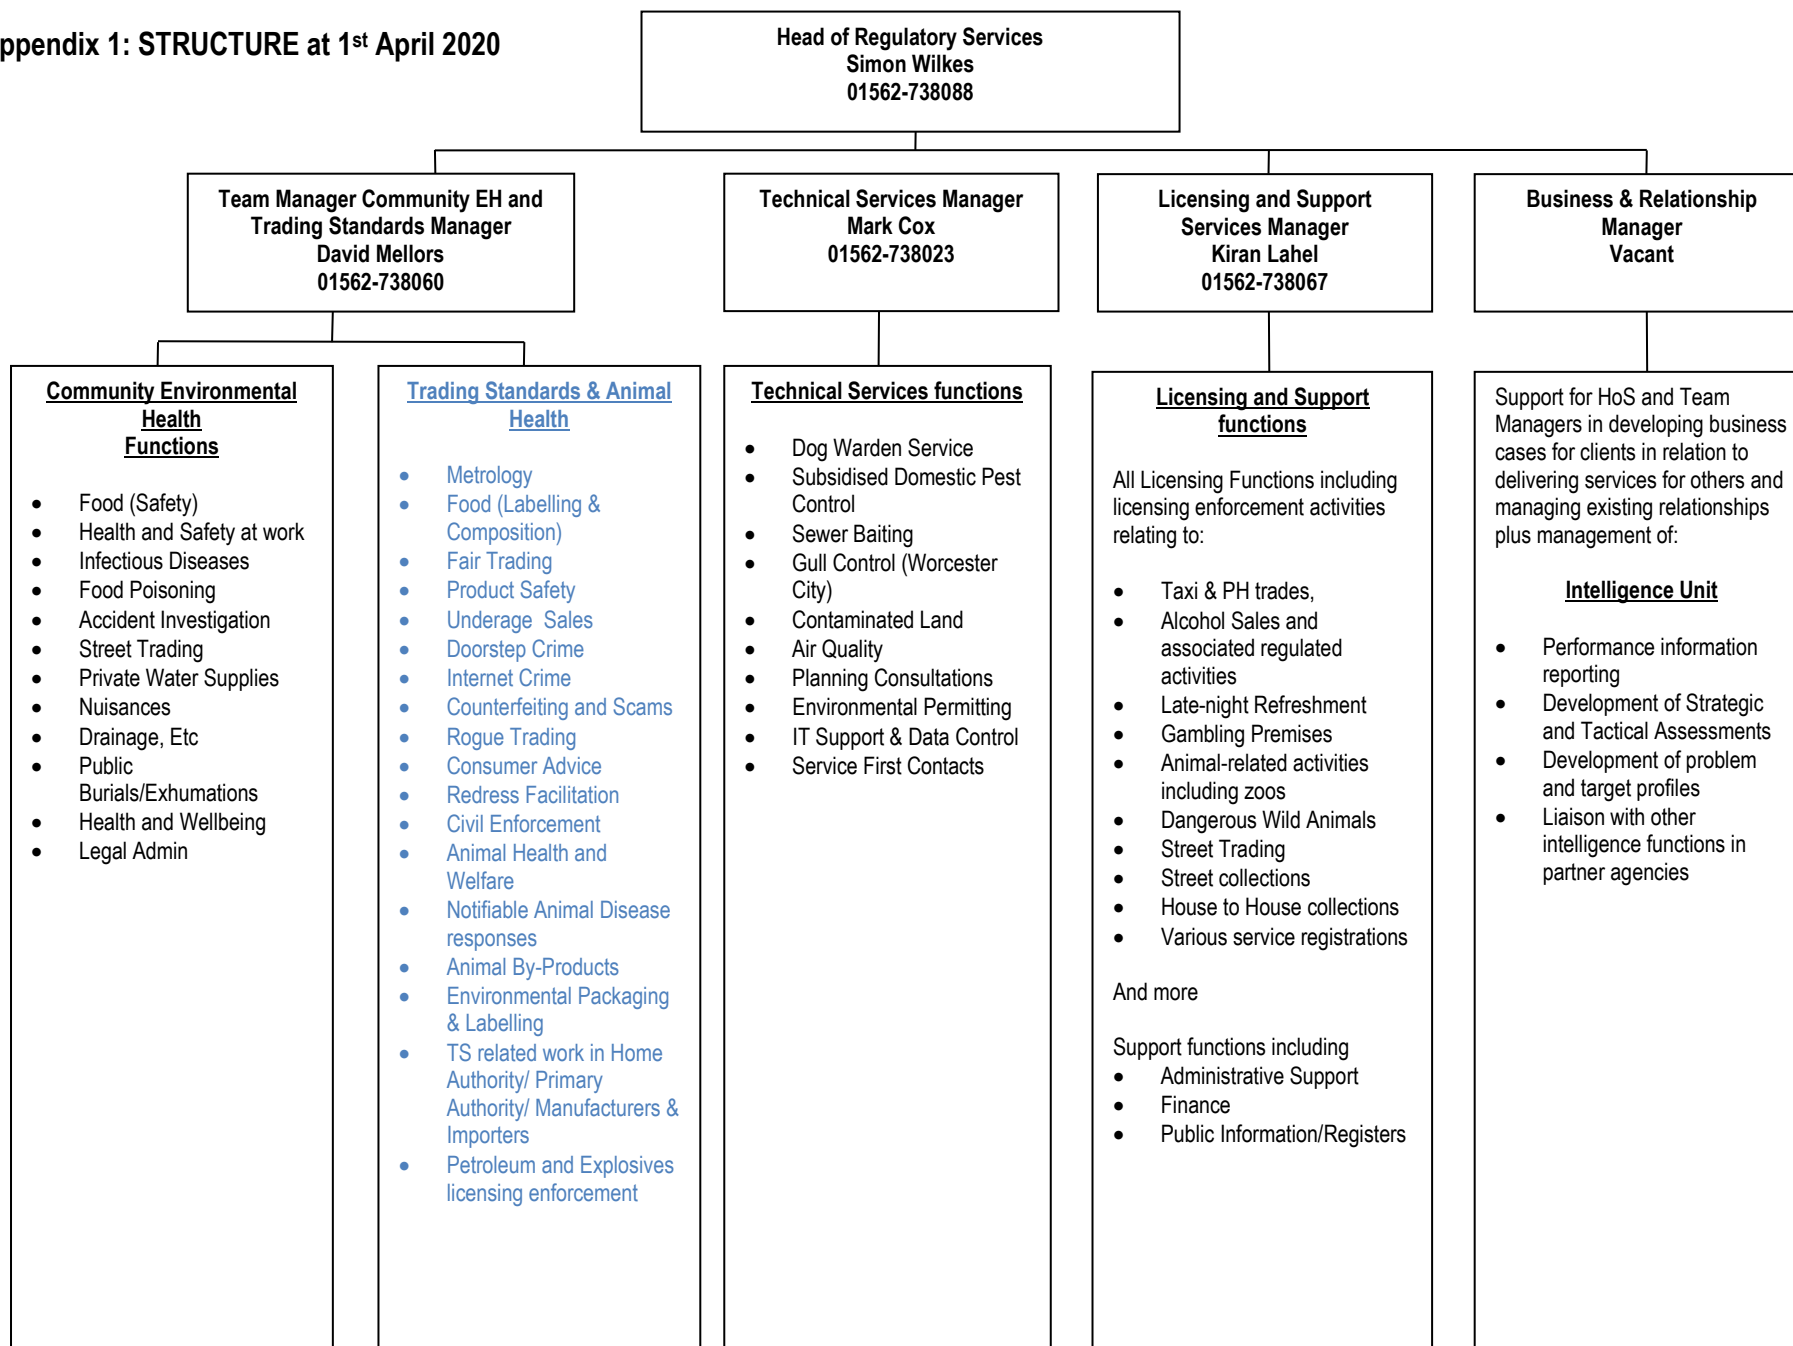 ppendix 1: STRUCTURE at 1st April 2020
Head of Regulatory Services
Simon Wilkes
01562-738088
Team Manager Community EH and
Trading Standards Manager
David Mellors
01562-738060
Technical Services Manager
Mark Cox
01562-738023
Licensing and Support
Services Manager
Kiran Lahel
01562-738067
Business & Relationship
Manager
Vacant
Community Environmental
Health
Functions
• Food (Safety)
• Health and Safety at work
• Infectious Diseases
• Food Poisoning
• Accident Investigation
• Street Trading
• Private Water Supplies
• Nuisances
• Drainage, Etc
• Public
Burials/Exhumations
• Health and Wellbeing
• Legal Admin
Trading Standards & Animal
Health
• Metrology
• Food (Labelling &
Composition)
• Fair Trading
• Product Safety
• Underage Sales
• Doorstep Crime
• Internet Crime
• Counterfeiting and Scams
• Rogue Trading
• Consumer Advice
• Redress Facilitation
• Civil Enforcement
• Animal Health and
Welfare
• Notifiable Animal Disease
responses
• Animal By-Products
• Environmental Packaging
& Labelling
• TS related work in Home
Authority/ Primary
Authority/ Manufacturers &
Importers
• Petroleum and Explosives
licensing enforcement
Technical Services functions
• Dog Warden Service
• Subsidised Domestic Pest
Control
• Sewer Baiting
• Gull Control (Worcester
City)
• Contaminated Land
• Air Quality
• Planning Consultations
• Environmental Permitting
• IT Support & Data Control
• Service First Contacts
Licensing and Support
functions
All Licensing Functions including
licensing enforcement activities
relating to:
• Taxi & PH trades,
• Alcohol Sales and
associated regulated
activities
• Late-night Refreshment
• Gambling Premises
• Animal-related activities
including zoos
• Dangerous Wild Animals
• Street Trading
• Street collections
• House to House collections
• Various service registrations
And more
Support functions including
• Administrative Support
• Finance
• Public Information/Registers
Support for HoS and Team
Managers in developing business
cases for clients in relation to
delivering services for others and
managing existing relationships
plus management of:
Intelligence Unit
• Performance information
reporting
• Development of Strategic
and Tactical Assessments
• Development of problem
and target profiles
• Liaison with other
intelligence functions in
partner agencies